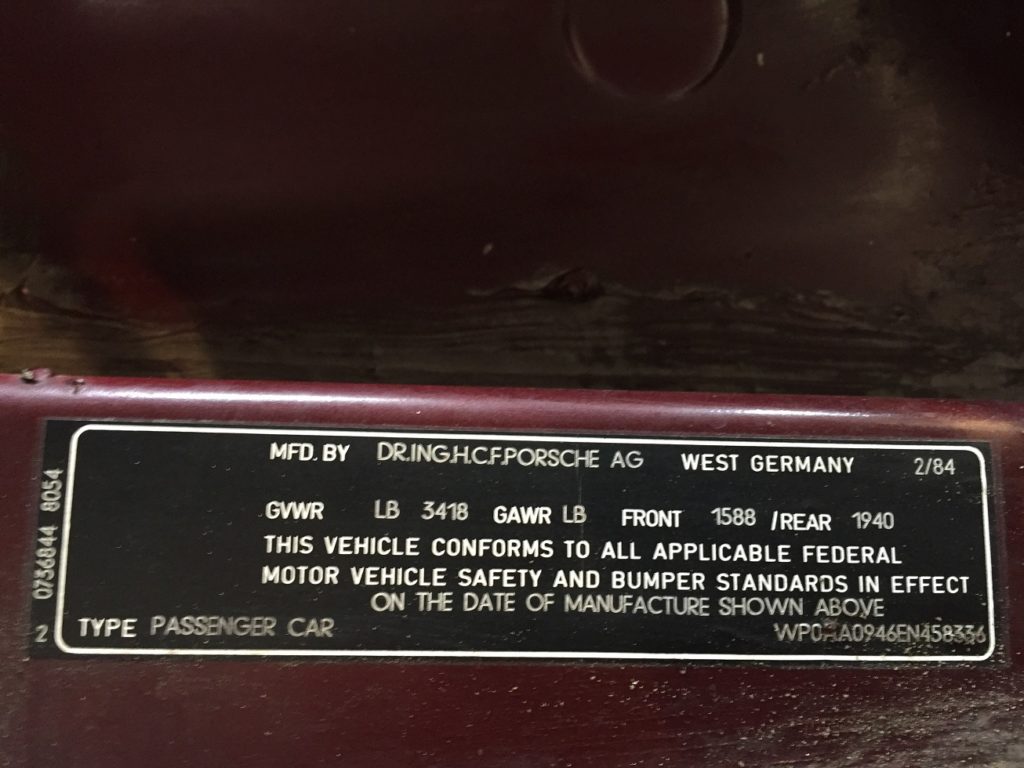 MFD. BY DR.ING.H.C.F.PORSCHE AG WEST GERMANY 2/84
GVWR LB 3418 GAWR LB FRONT 1588 /REAR 1940
THIS VEHICLE CONFORMS TO ALL APPLICABLE FEDERAL
MOTOR VEHICLE SAFETY AND BUMPER STANDARDS IN EFFECT
ON THE DATE OF MANUFACTURE SHOWN ABOVE
TYPE PASSENGER CAR WP0AA0946EN458336
2 0736844 8054